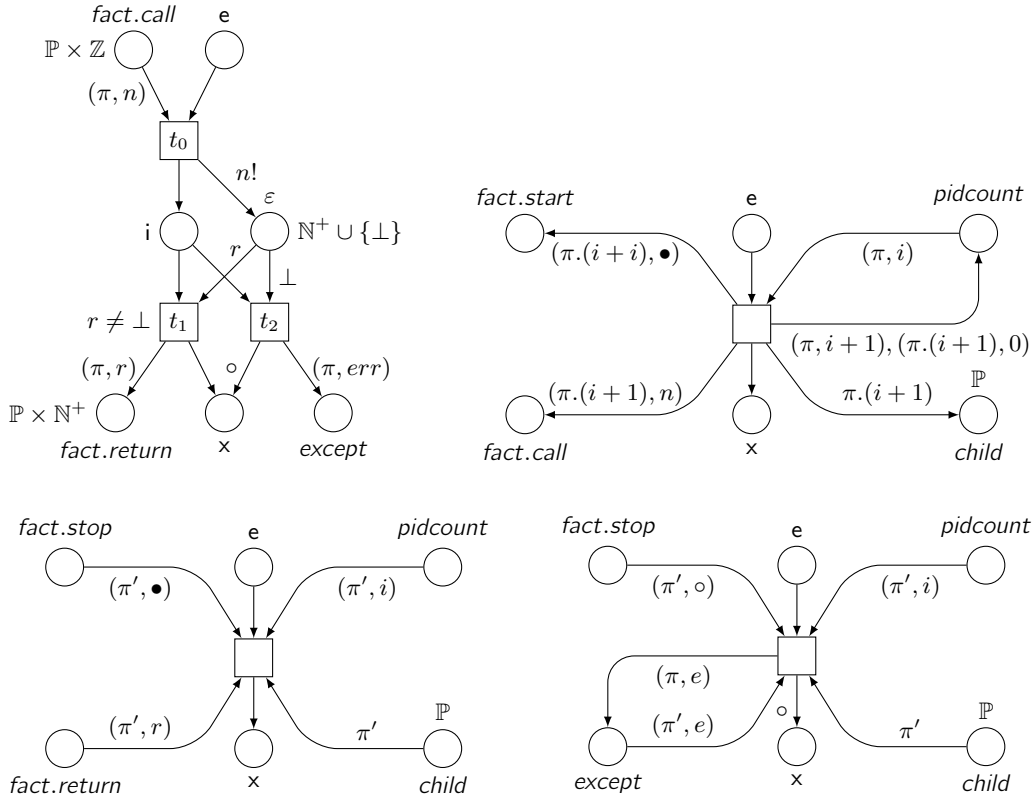 fact.call
e
ℙ × ℤ
(π, n)
t₀
n!
ε
i
ℕ⁺ ∪ {⊥}
r
⊥
r ≠ ⊥
t₁
t₂
(π, r)
∘
(π, err)
ℙ × ℕ⁺
fact.return
x
except
fact.start
e
pidcount
(π.(i + i), •)
(π, i)
(π, i + 1), (π.(i + 1), 0)
(π.(i + 1), n)
π.(i + 1)
ℙ
fact.call
x
child
fact.stop
e
pidcount
(π′, •)
(π′, i)
(π′, r)
π′
ℙ
fact.return
x
child
fact.stop
e
pidcount
(π′, ∘)
(π′, i)
(π, e)
(π′, e)
∘
π′
ℙ
except
x
child